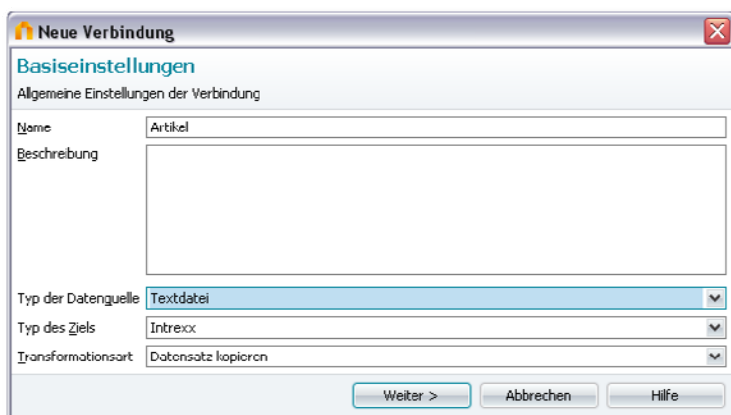 Neue Verbindung
Basiseinstellungen
Allgemeine Einstellungen der Verbindung
Name Artikel
Beschreibung
Typ der Datenquelle Textdatei
Typ des Ziels Intrexx
Transformationsart Datensatz kopieren
Weiter > Abbrechen Hilfe